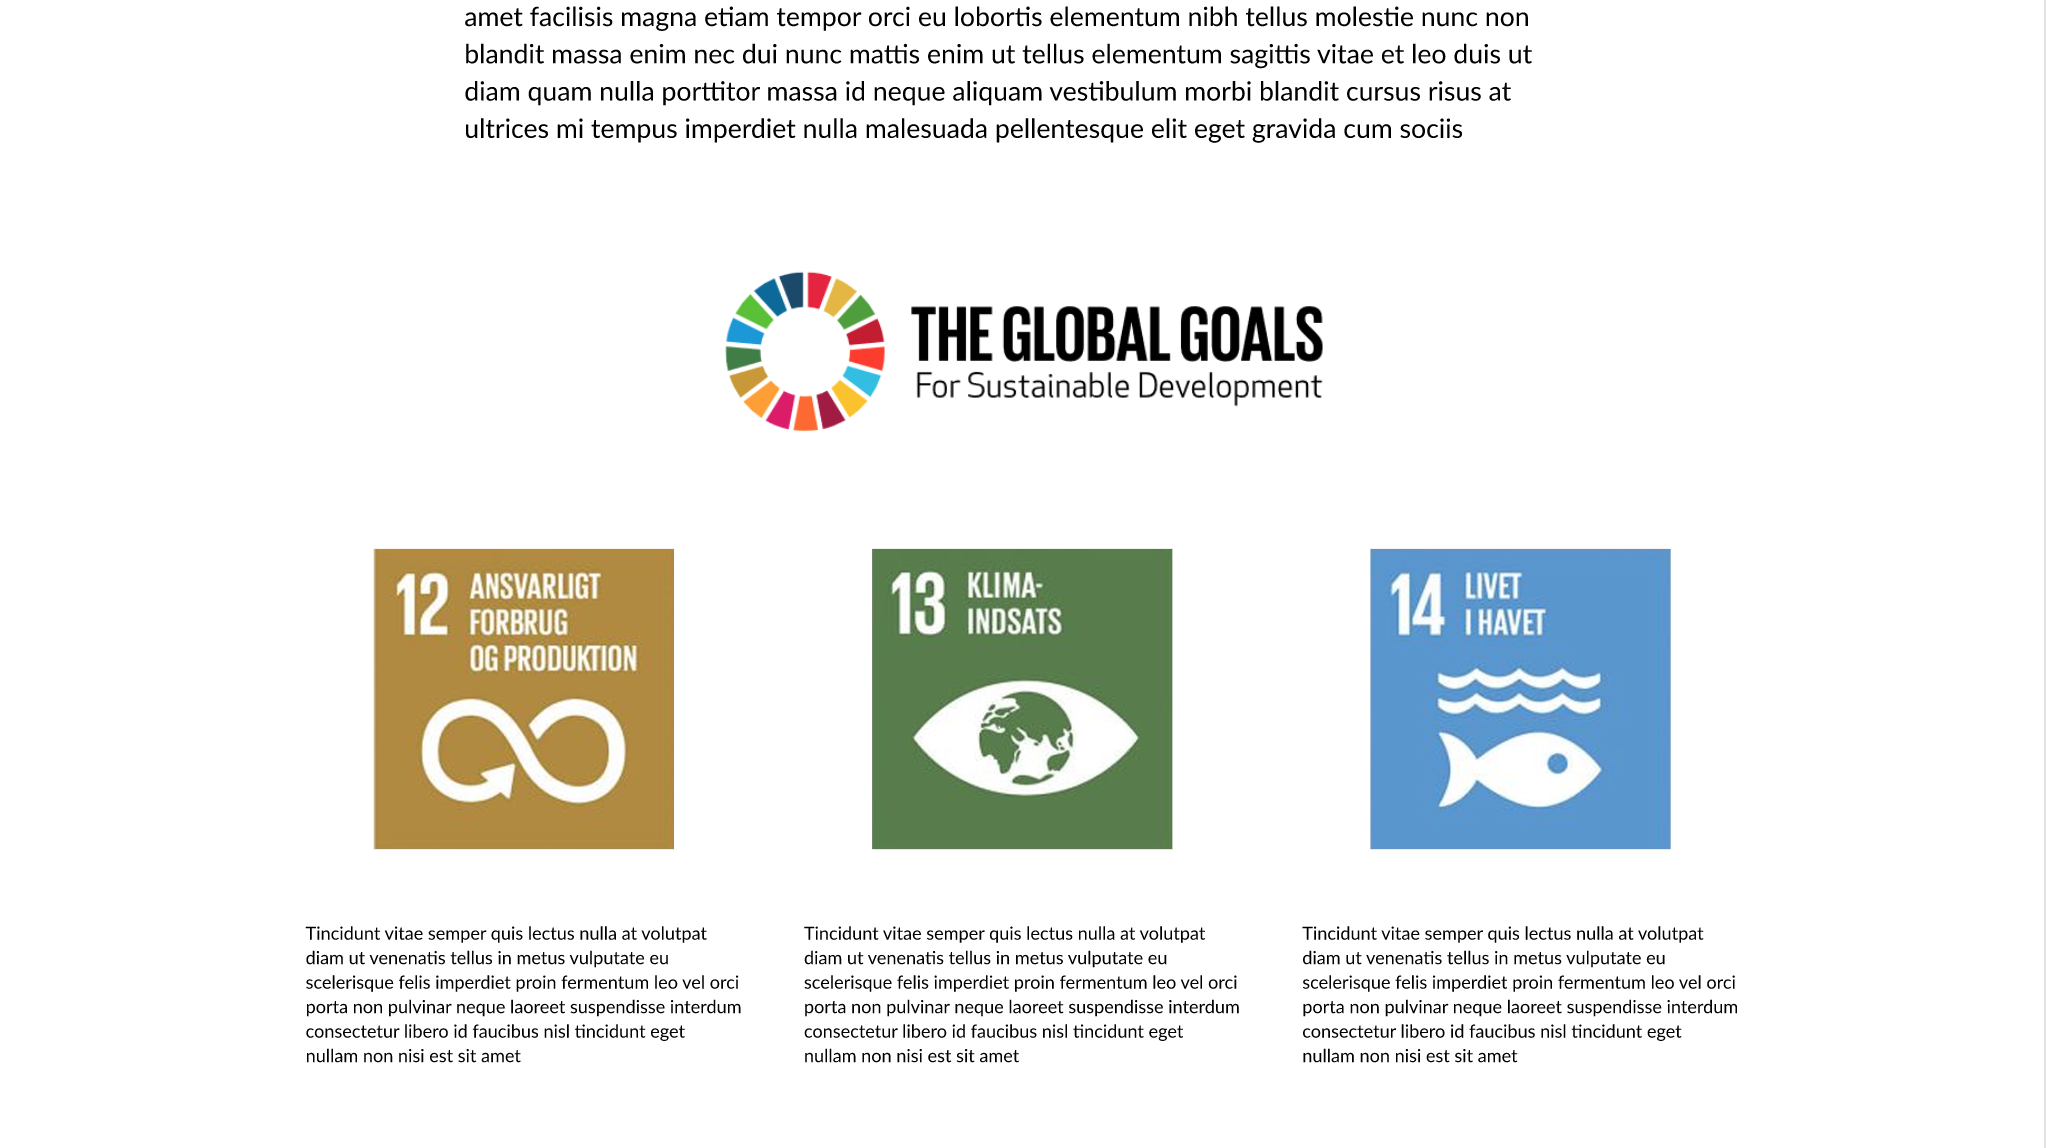 amet facilisis magna etiam tempor orci eu lobortis elementum nibh tellus molestie nunc non
blandit massa enim nec dui nunc mattis enim ut tellus elementum sagittis vitae et leo duis ut
diam quam nulla porttitor massa id neque aliquam vestibulum morbi blandit cursus risus at
ultrices mi tempus imperdiet nulla malesuada pellentesque elit eget gravida cum sociis
THE GLOBAL GOALS
For Sustainable Development
12 ANSVARLIGT
FORBRUG
OG PRODUKTION
13 KLIMA-
INDSATS
14 LIVET
I HAVET
Tincidunt vitae semper quis lectus nulla at volutpat
diam ut venenatis tellus in metus vulputate eu
scelerisque felis imperdiet proin fermentum leo vel orci
porta non pulvinar neque laoreet suspendisse interdum
consectetur libero id faucibus nisl tincidunt eget
nullam non nisi est sit amet
Tincidunt vitae semper quis lectus nulla at volutpat
diam ut venenatis tellus in metus vulputate eu
scelerisque felis imperdiet proin fermentum leo vel orci
porta non pulvinar neque laoreet suspendisse interdum
consectetur libero id faucibus nisl tincidunt eget
nullam non nisi est sit amet
Tincidunt vitae semper quis lectus nulla at volutpat
diam ut venenatis tellus in metus vulputate eu
scelerisque felis imperdiet proin fermentum leo vel orci
porta non pulvinar neque laoreet suspendisse interdum
consectetur libero id faucibus nisl tincidunt eget
nullam non nisi est sit amet